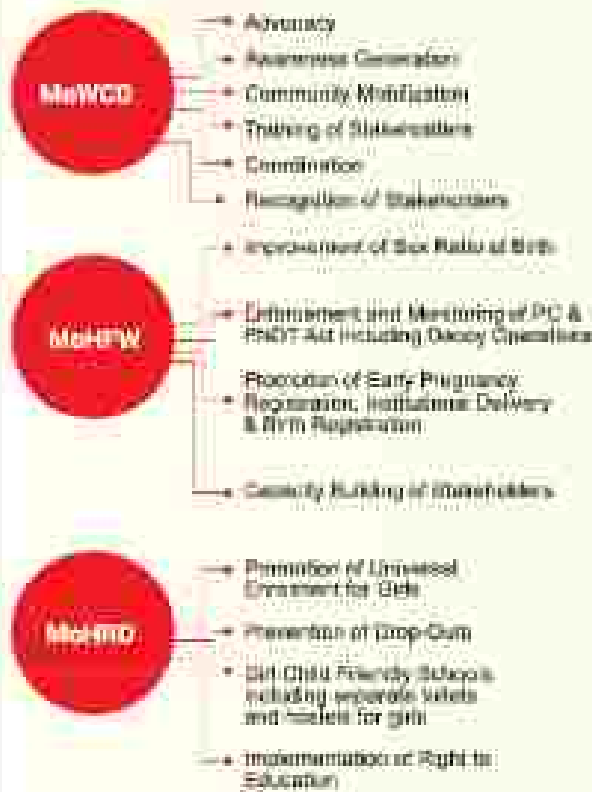 MoWCD
Advocacy
Awareness Generation
Community Mobilization
Training of Stakeholders
Coordination
Recognition of Stakeholders
MoHFW
Improvement of Sex Ratio at Birth
Enforcement and Monitoring of PC &
PNDT Act including Decoy Operations
Promotion of Early Pregnancy
Registration, Institutional Delivery
& Birth Registration
Capacity Building of Stakeholders
MoHRD
Promotion of Universal
Enrolment for Girls
Prevention of Drop-Outs
Girl Child Friendly Schools
including separate toilets
and hostels for girls
Implementation of Right to
Education